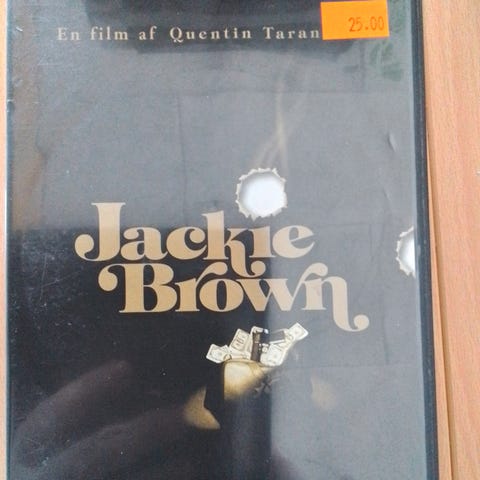 En film af Quentin Taran
25.00
Jackie
Brown